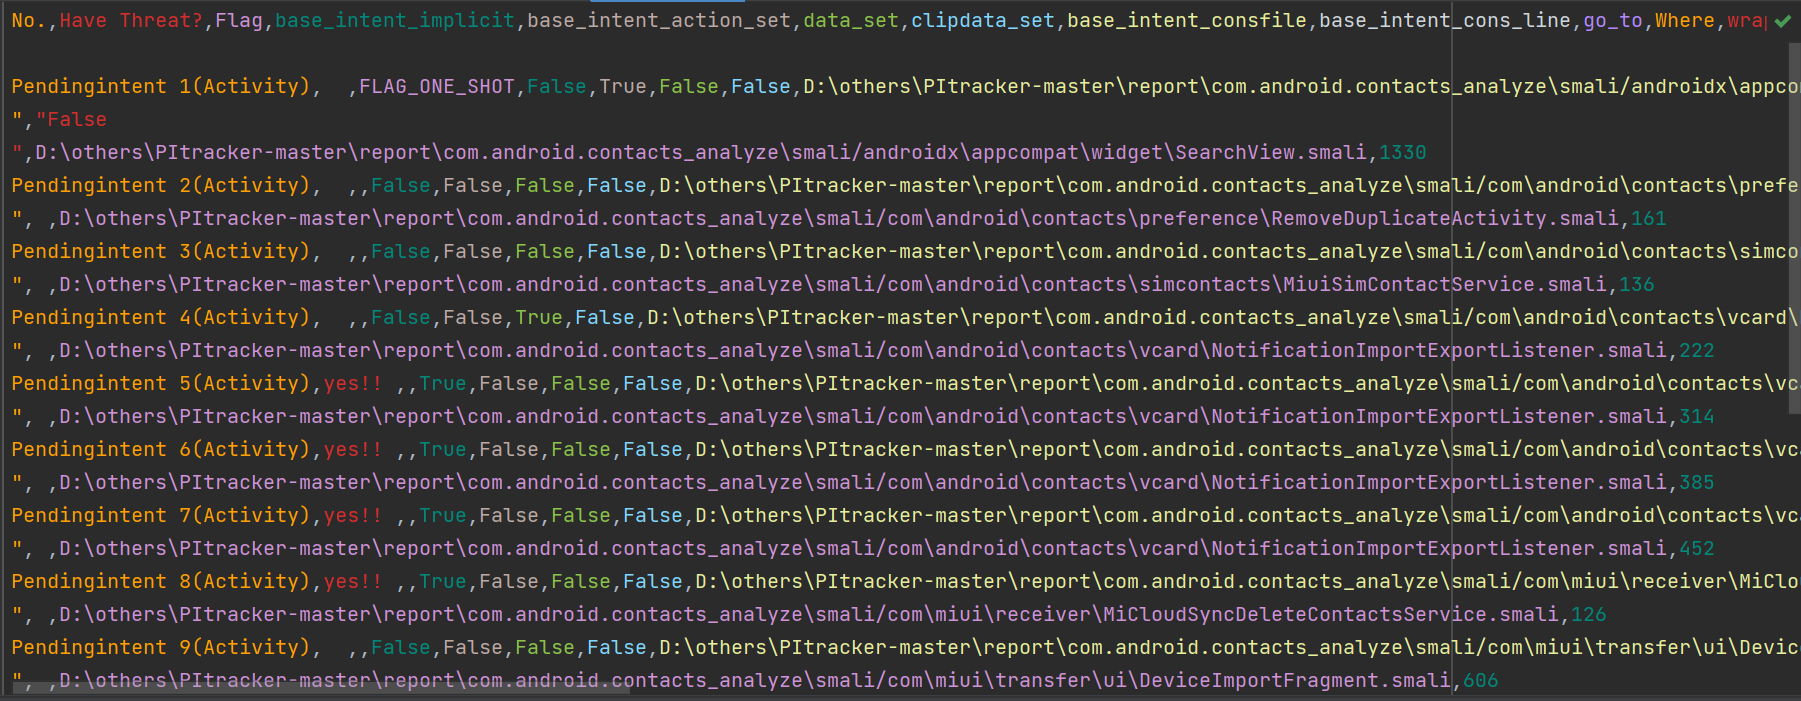 No.,Have Threat?,Flag,base_intent_implicit,base_intent_action_set,data_set,clipdata_set,base_intent_consfile,base_intent_cons_line,go_to,Where,wrap
Pendingintent 1(Activity),  ,FLAG_ONE_SHOT,False,True,False,False,D:\others\PItracker-master\report\com.android.contacts_analyze\smali/androidx\appcom
","False
",D:\others\PItracker-master\report\com.android.contacts_analyze\smali/androidx\appcompat\widget\SearchView.smali,1330
Pendingintent 2(Activity),  ,,False,False,False,False,D:\others\PItracker-master\report\com.android.contacts_analyze\smali/com\android\contacts\prefe
", ,D:\others\PItracker-master\report\com.android.contacts_analyze\smali/com\android\contacts\preference\RemoveDuplicateActivity.smali,161
Pendingintent 3(Activity),  ,,False,False,False,False,D:\others\PItracker-master\report\com.android.contacts_analyze\smali/com\android\contacts\simco
", ,D:\others\PItracker-master\report\com.android.contacts_analyze\smali/com\android\contacts\simcontacts\MiuiSimContactService.smali,136
Pendingintent 4(Activity),  ,,False,False,True,False,D:\others\PItracker-master\report\com.android.contacts_analyze\smali/com\android\contacts\vcard\
", ,D:\others\PItracker-master\report\com.android.contacts_analyze\smali/com\android\contacts\vcard\NotificationImportExportListener.smali,222
Pendingintent 5(Activity),yes!! ,,True,False,False,False,D:\others\PItracker-master\report\com.android.contacts_analyze\smali/com\android\contacts\vca
", ,D:\others\PItracker-master\report\com.android.contacts_analyze\smali/com\android\contacts\vcard\NotificationImportExportListener.smali,314
Pendingintent 6(Activity),yes!! ,,True,False,False,False,D:\others\PItracker-master\report\com.android.contacts_analyze\smali/com\android\contacts\vca
", ,D:\others\PItracker-master\report\com.android.contacts_analyze\smali/com\android\contacts\vcard\NotificationImportExportListener.smali,385
Pendingintent 7(Activity),yes!! ,,True,False,False,False,D:\others\PItracker-master\report\com.android.contacts_analyze\smali/com\android\contacts\vca
", ,D:\others\PItracker-master\report\com.android.contacts_analyze\smali/com\android\contacts\vcard\NotificationImportExportListener.smali,452
Pendingintent 8(Activity),yes!! ,,True,False,False,False,D:\others\PItracker-master\report\com.android.contacts_analyze\smali/com\miui\receiver\MiClou
", ,D:\others\PItracker-master\report\com.android.contacts_analyze\smali/com\miui\receiver\MiCloudSyncDeleteContactsService.smali,126
Pendingintent 9(Activity),  ,,False,False,False,False,D:\others\PItracker-master\report\com.android.contacts_analyze\smali/com\miui\transfer\ui\Devic
", ,D:\others\PItracker-master\report\com.android.contacts_analyze\smali/com\miui\transfer\ui\DeviceImportFragment.smali,606